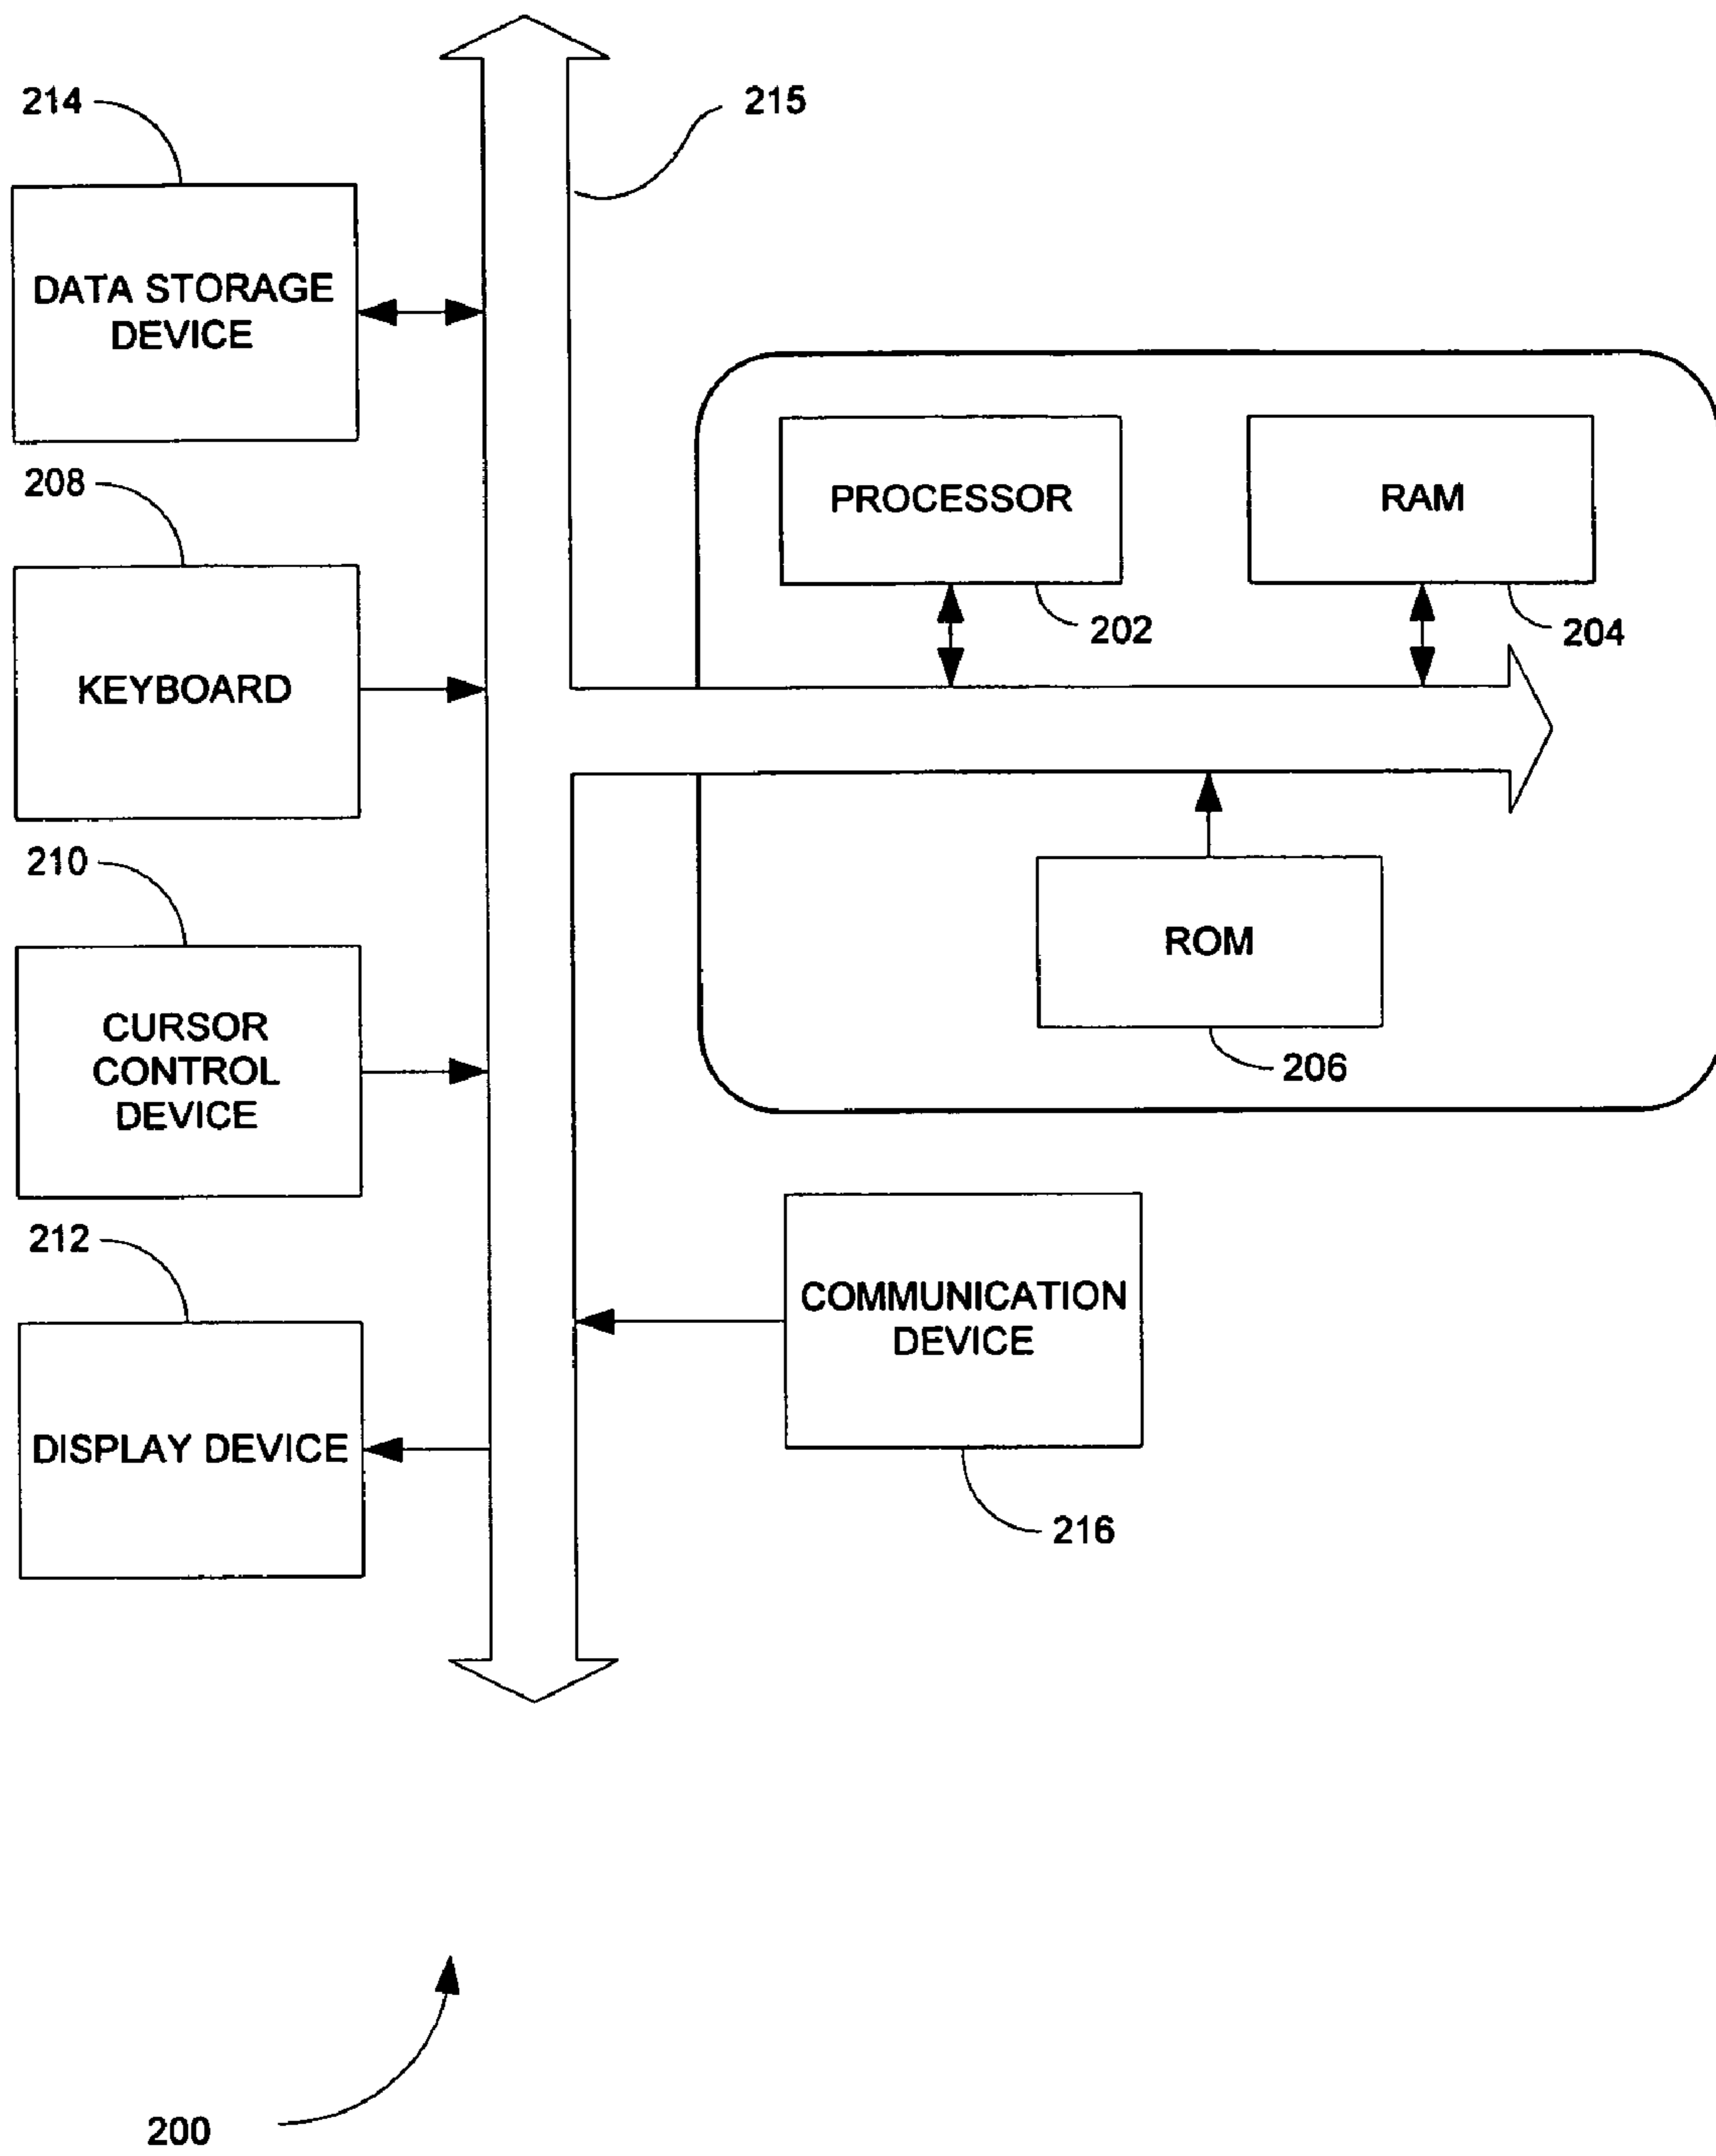 214
215
DATA STORAGE
DEVICE
208
PROCESSOR
RAM
202
204
KEYBOARD
210
ROM
CURSOR
CONTROL
DEVICE
206
212
COMMUNICATION
DEVICE
DISPLAY DEVICE
216
200